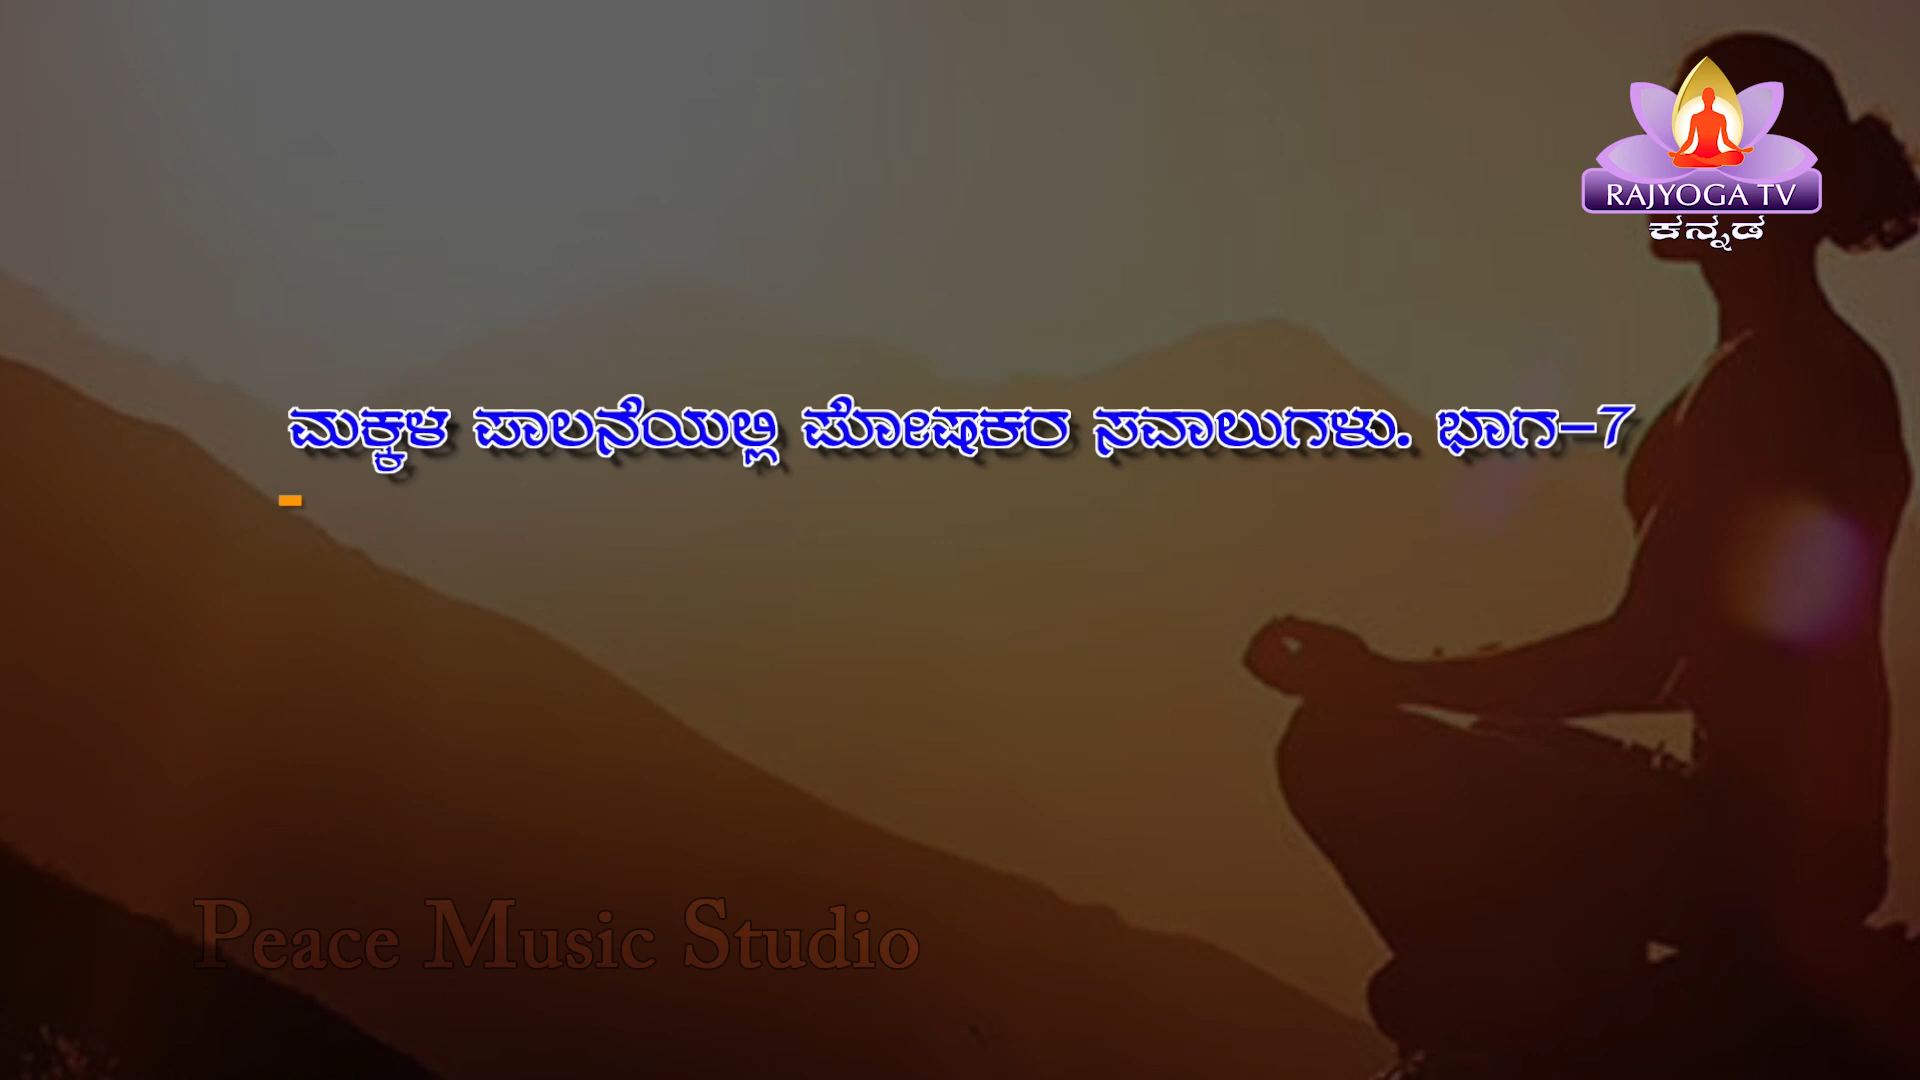 RAJYOGA TV
ಕನ್ನಡ
ಮಕ್ಕಳ ಪಾಲನೆಯಲ್ಲಿ ಪೋಷಕರ ಸವಾಲುಗಳು. ಭಾಗ-7
-
Peace Music Studio